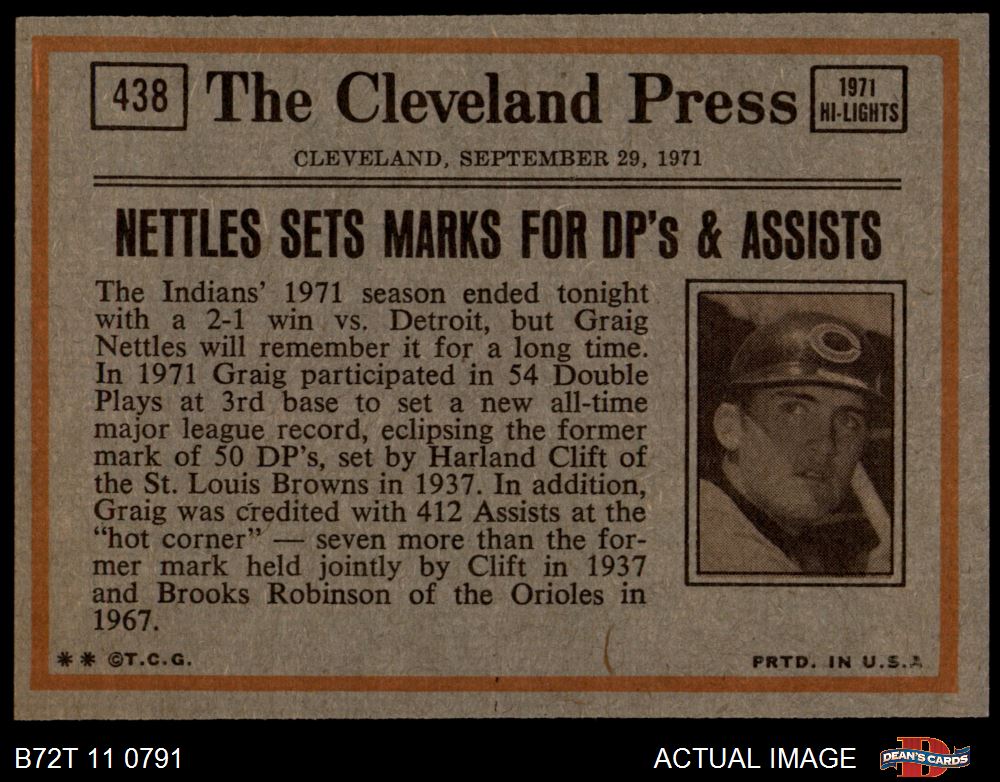 438
The Cleveland Press
1971
HI-LIGHTS
CLEVELAND, SEPTEMBER 29, 1971
NETTLES SETS MARKS FOR DP's & ASSISTS
The Indians' 1971 season ended tonight
with a 2-1 win vs. Detroit, but Graig
Nettles will remember it for a long time.
In 1971 Graig participated in 54 Double
Plays at 3rd base to set a new all-time
major league record, eclipsing the former
mark of 50 DP's, set by Harland Clift of
the St. Louis Browns in 1937. In addition,
Graig was credited with 412 Assists at the
"hot corner" — seven more than the for-
mer mark held jointly by Clift in 1937
and Brooks Robinson of the Orioles in
1967.
* * ©T.C.G.
PRTD. IN U.S.A.
B72T 11 0791
ACTUAL IMAGE
DEAN'S CARDS